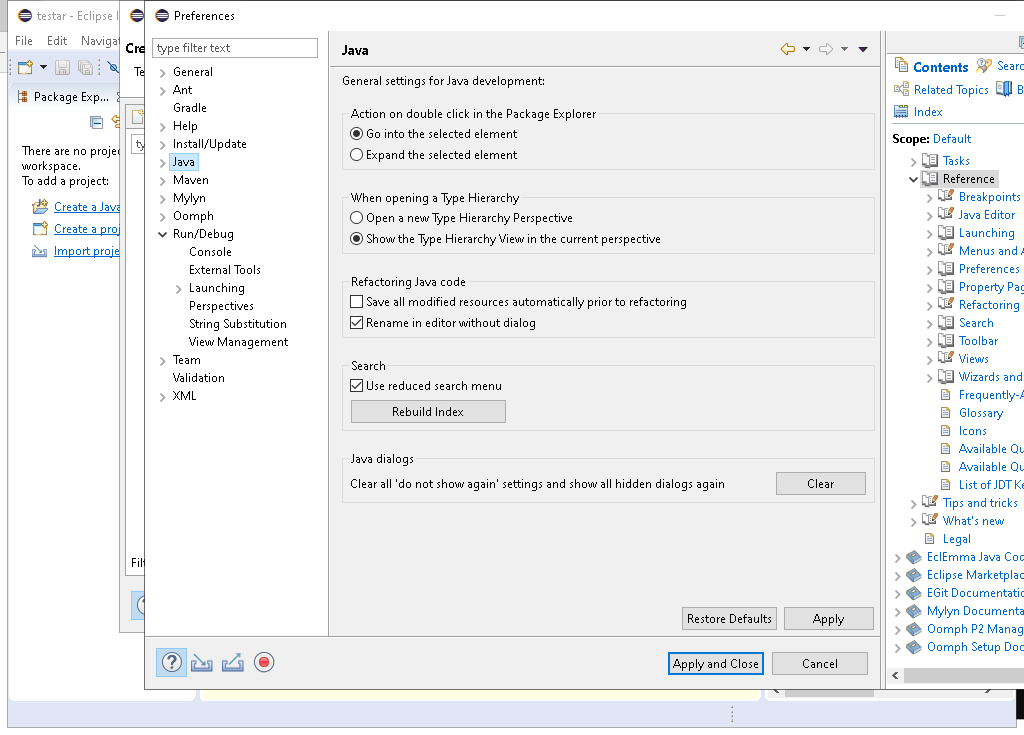 testar - Eclipse I
File Edit Navigat
Package Exp...
There are no proje
workspace.
To add a project:
Create a Java
Create a proj
Import proje
Cre
Te
ty
Filt
Preferences
type filter text
General
Ant
Gradle
Help
Install/Update
Java
Maven
Mylyn
Oomph
Run/Debug
Console
External Tools
Launching
Perspectives
String Substitution
View Management
Team
Validation
XML
Java
General settings for Java development:
Action on double click in the Package Explorer
Go into the selected element
Expand the selected element
When opening a Type Hierarchy
Open a new Type Hierarchy Perspective
Show the Type Hierarchy View in the current perspective
Refactoring Java code
Save all modified resources automatically prior to refactoring
Rename in editor without dialog
Search
Use reduced search menu
Rebuild Index
Java dialogs
Clear all 'do not show again' settings and show all hidden dialogs again
Clear
Restore Defaults
Apply
Apply and Close
Cancel
Contents
Searc
Related Topics
B
Index
Scope: Default
Tasks
Reference
Breakpoints
Java Editor
Launching
Menus and A
Preferences
Property Pag
Refactoring
Search
Toolbar
Views
Wizards and
Frequently-A
Glossary
Icons
Available Qu
Available Qu
List of JDT Ke
Tips and tricks
What's new
Legal
EclEmma Java Cod
Eclipse Marketplac
EGit Documentatio
Mylyn Documenta
Oomph P2 Manag
Oomph Setup Doc